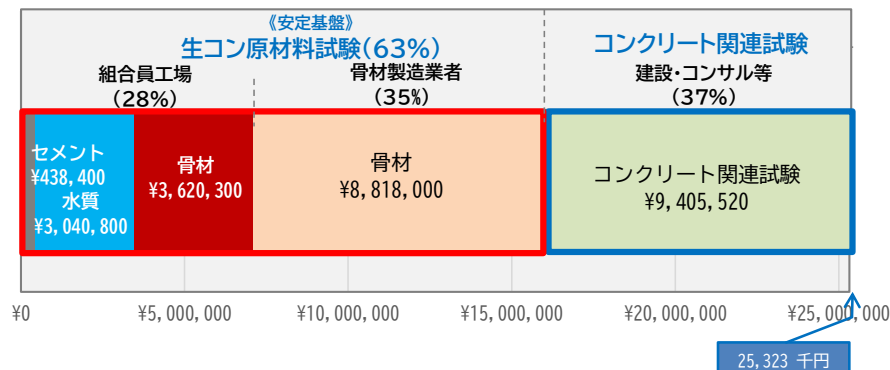 《安定基盤》
生コン原材料試験(63%)
コンクリート関連試験
組合員工場
(28%)
骨材製造業者
(35%)
建設・コンサル等
(37%)
セメント
¥438,400
水質
¥3,040,800
骨材
¥3,620,300
骨材
¥8,818,000
コンクリート関連試験
¥9,405,520
¥0
¥5,000,000
¥10,000,000
¥15,000,000
¥20,000,000
¥25,000,000
25,323 千円